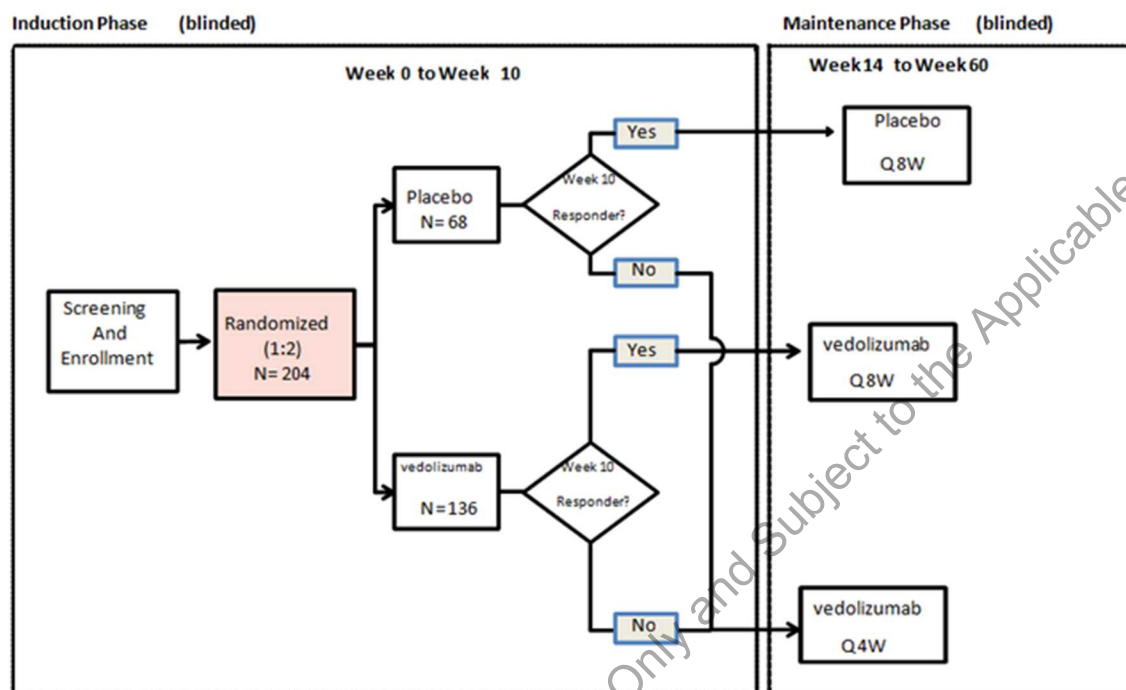 Induction Phase (blinded)
Maintenance Phase (blinded)
Week 0 to Week 10
Week14 to Week60
Yes
Placebo
Q8W
Placebo
N= 68
Week 10
Responder?
No
Screening
And
Enrollment
Randomized
(1:2)
N= 204
Yes
vedolizumab
Q8W
vedolizumab
N=136
Week 10
Responder?
No
vedolizumab
Q4W
Only and Subject to the Applicable